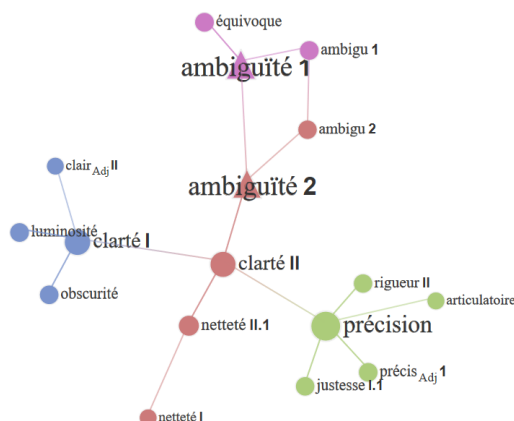 équivoque
ambigu 1
ambiguïté 1
ambigu 2
clair Adj II
ambiguïté 2
luminosité
clarté I
clarté II
rigueur II
obscurité
articulatoire
netteté II.1
précision
précis Adj 1
justesse I.1
netteté I